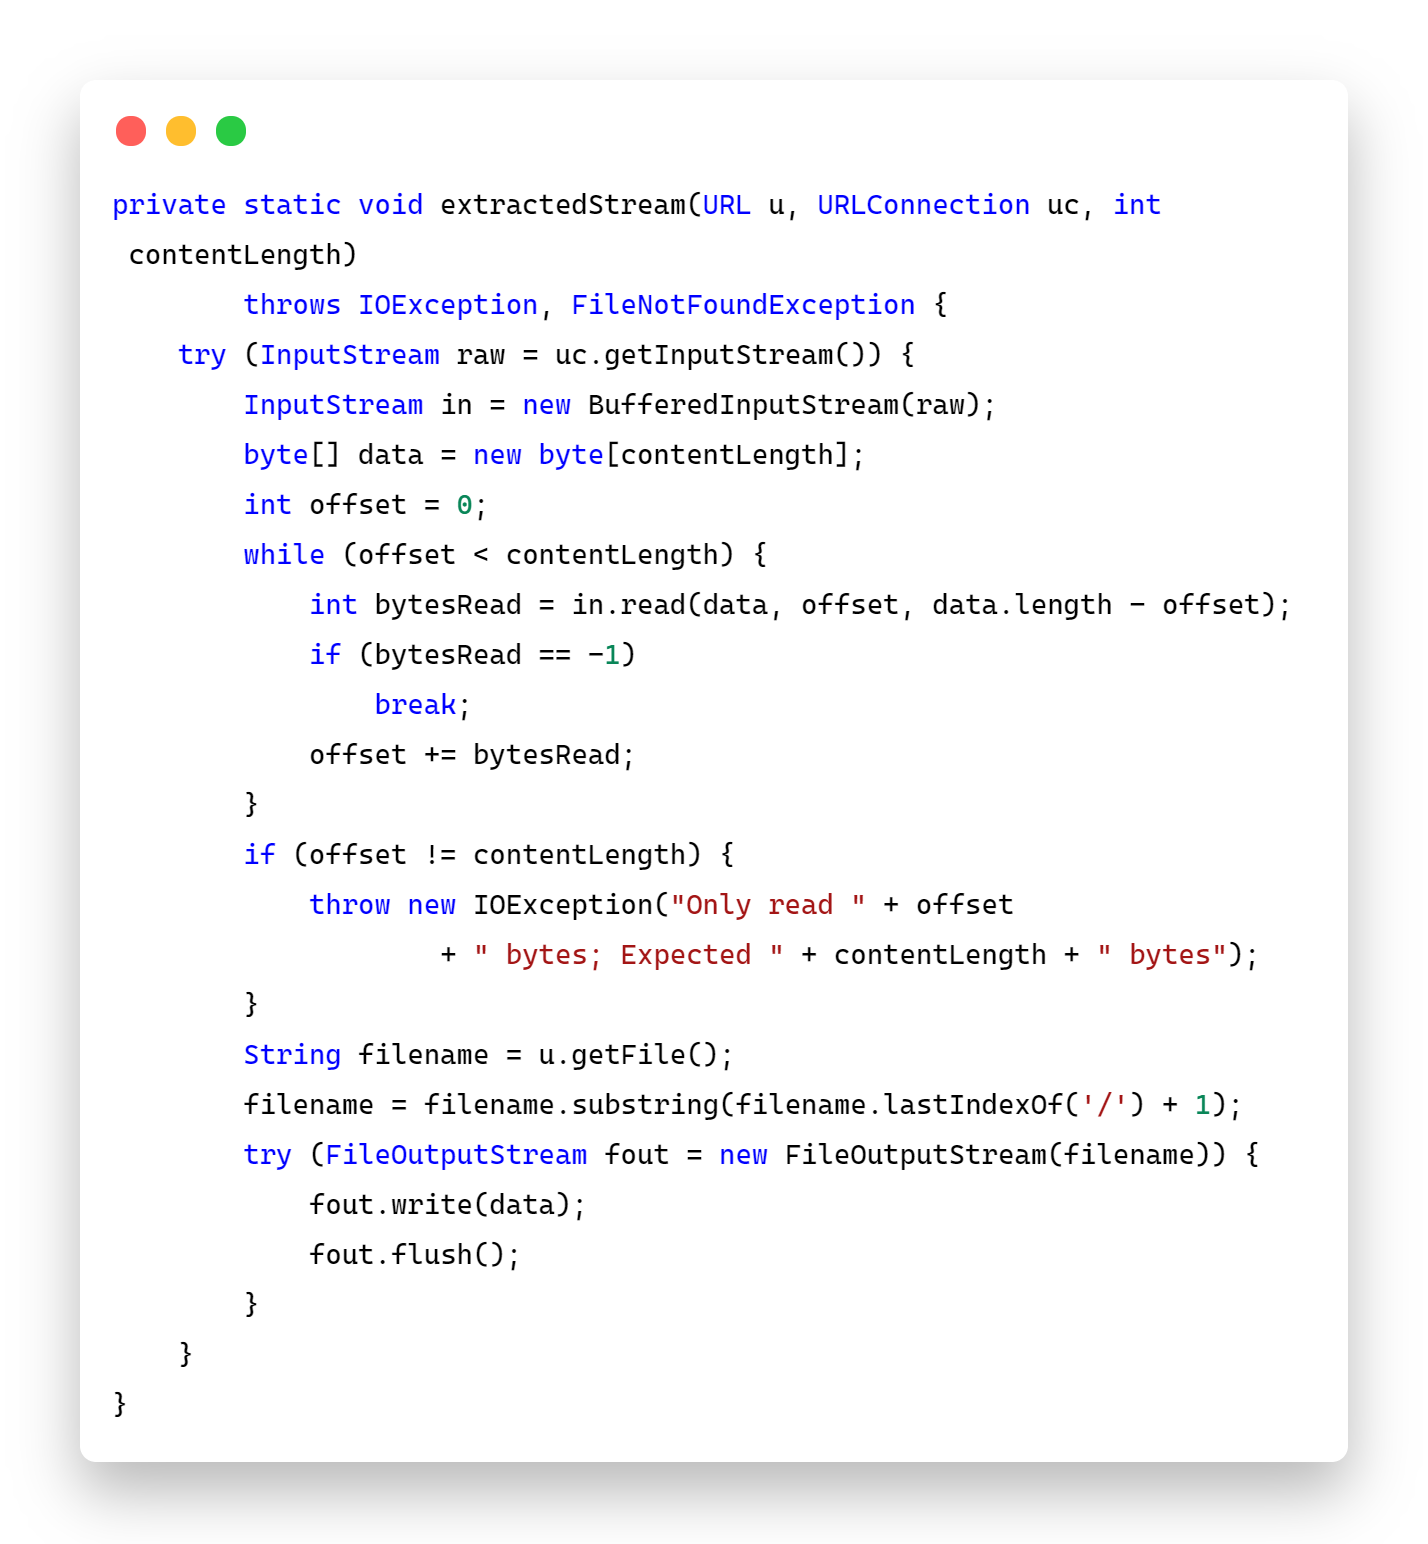 private static void extractedStream(URL u, URLConnection uc, int
 contentLength)
        throws IOException, FileNotFoundException {
    try (InputStream raw = uc.getInputStream()) {
        InputStream in = new BufferedInputStream(raw);
        byte[] data = new byte[contentLength];
        int offset = 0;
        while (offset < contentLength) {
            int bytesRead = in.read(data, offset, data.length - offset);
            if (bytesRead == -1)
                break;
            offset += bytesRead;
        }
        if (offset != contentLength) {
            throw new IOException("Only read " + offset
                    + " bytes; Expected " + contentLength + " bytes");
        }
        String filename = u.getFile();
        filename = filename.substring(filename.lastIndexOf('/') + 1);
        try (FileOutputStream fout = new FileOutputStream(filename)) {
            fout.write(data);
            fout.flush();
        }
    }
}